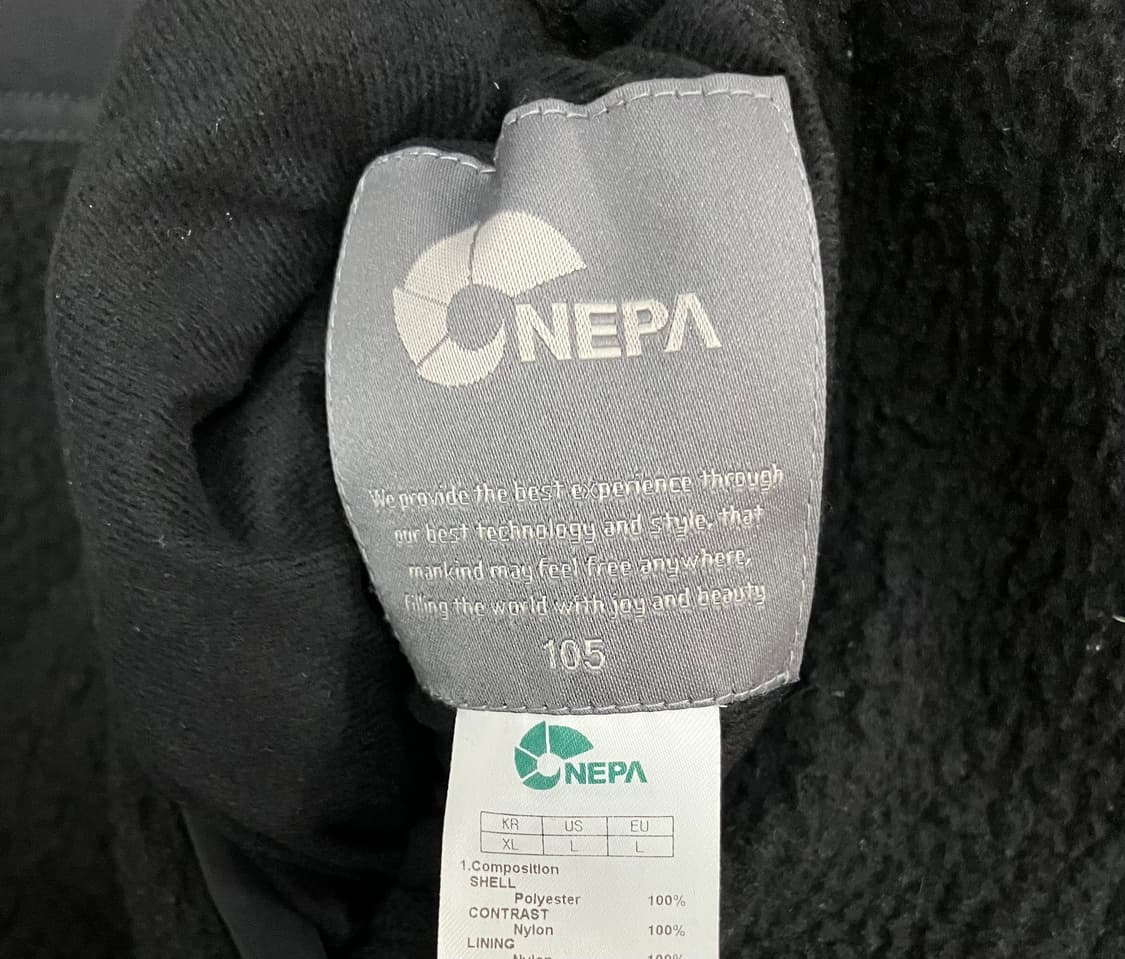 NEPA
We provide the best experience through
our best technology and style, that
mankind may feel free anywhere,
filling the world with joy and beauty
105
NEPA
KR US EU
XL L L
1.Composition
SHELL
Polyester 100%
CONTRAST
Nylon 100%
LINING
Nylon 100%